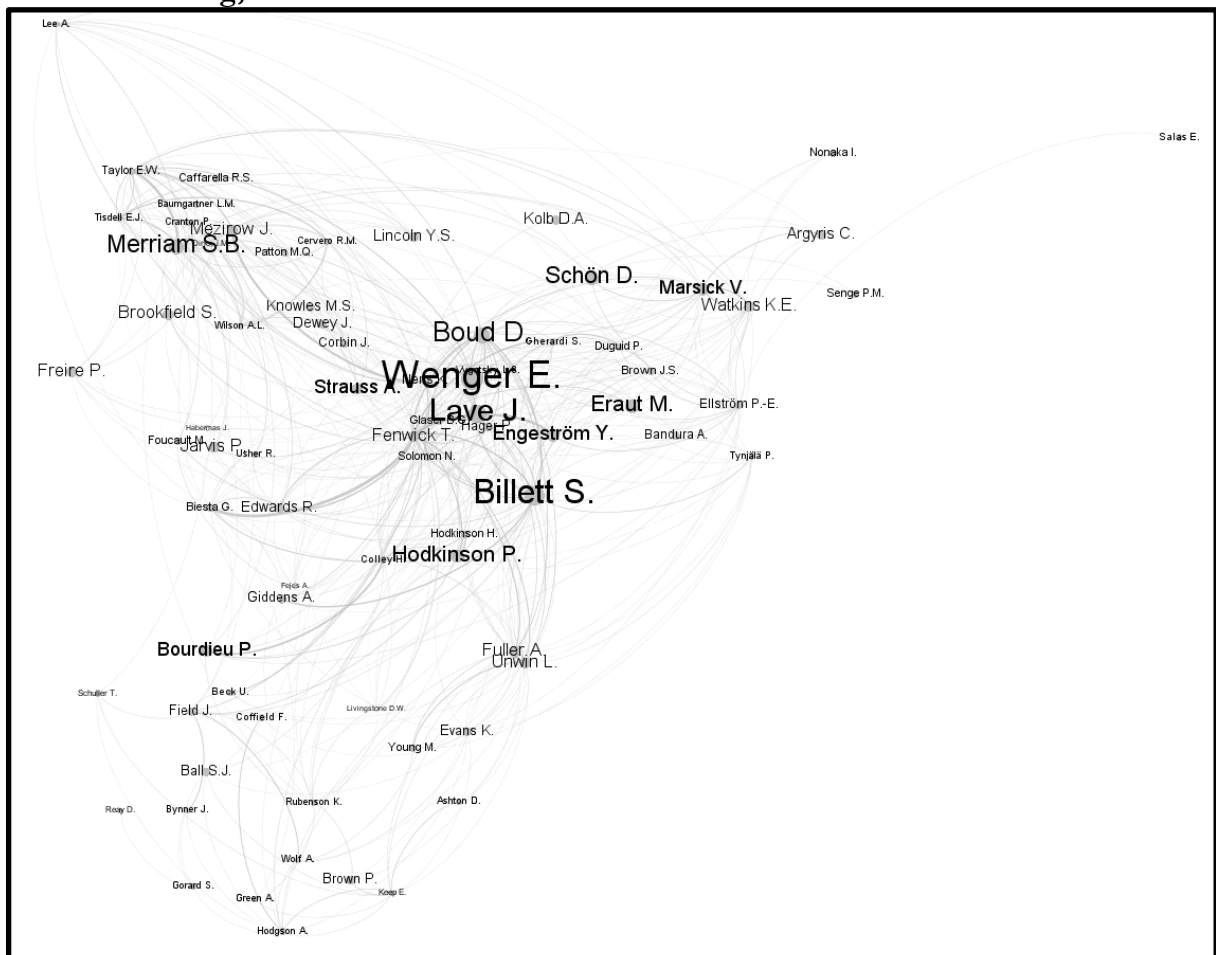 Lee A.
Salas E.
Nonaka I.
Taylor E.W.
Caffarella R.S.
Baumgartner L.M.
Tisdell E.J.
Cranton P.
Kolb D.A.
Mezirow J.
Argyris C.
Lincoln Y.S.
Cervero R.M.
Merriam S.B.
Patton M.Q.
Schön D.
Marsick V.
Senge P.M.
Watkins K.E.
Knowles M.S.
Brookfield S.
Dewey J.
Wilson A.L.
Boud D.
Gherardi S.
Corbin J.
Duguid P.
Freire P.
Vygotsky L.S.
Brown J.S.
Wenger E.
Strauss A.
Eraut M.
Ellström P.-E.
Lave J.
Glaser B.G.
Hager P.
Habermas J.
Engeström Y.
Bandura A.
Fenwick T.
Foucault M.
Jarvis P.
Usher R.
Solomon N.
Tynjälä P.
Billett S.
Biesta G.
Edwards R.
Hodkinson H.
Hodkinson P.
Colley H.
Fejes A.
Giddens A.
Bourdieu P.
Fuller A.
Unwin L.
Schuller T.
Beck U.
Livingstone D.W.
Field J.
Coffield F.
Evans K.
Young M.
Ball S.J.
Rubenson K.
Ashton D.
Reay D.
Bynner J.
Wolf A.
Brown P.
Gorard S.
Keep E.
Green A.
Hodgson A.